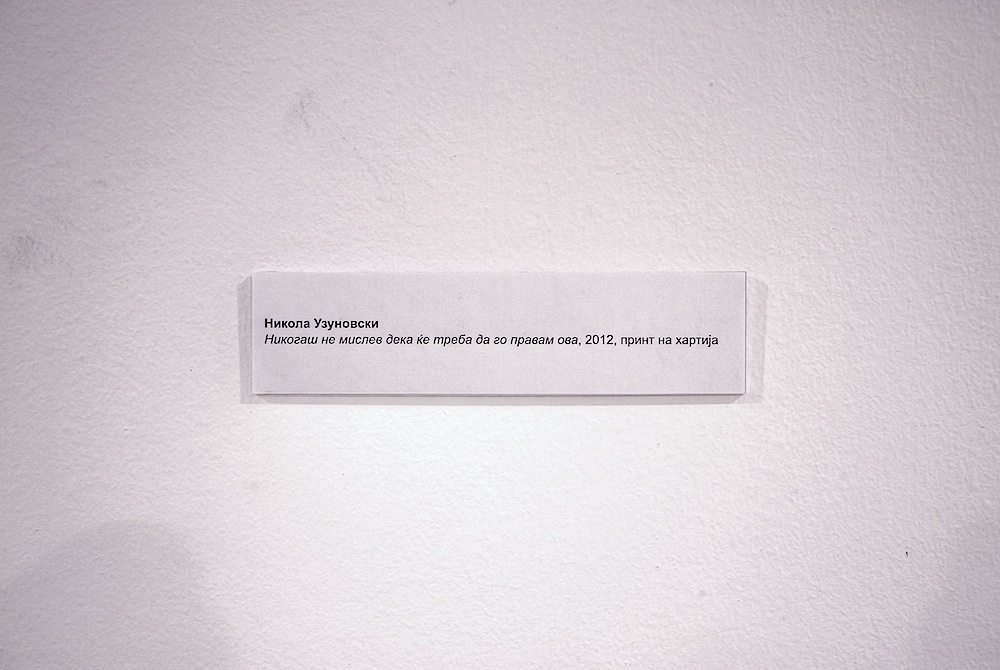 Никола Узуновски
Никогаш не мислев дека ќе треба да го правам ова, 2012, принт на хартија